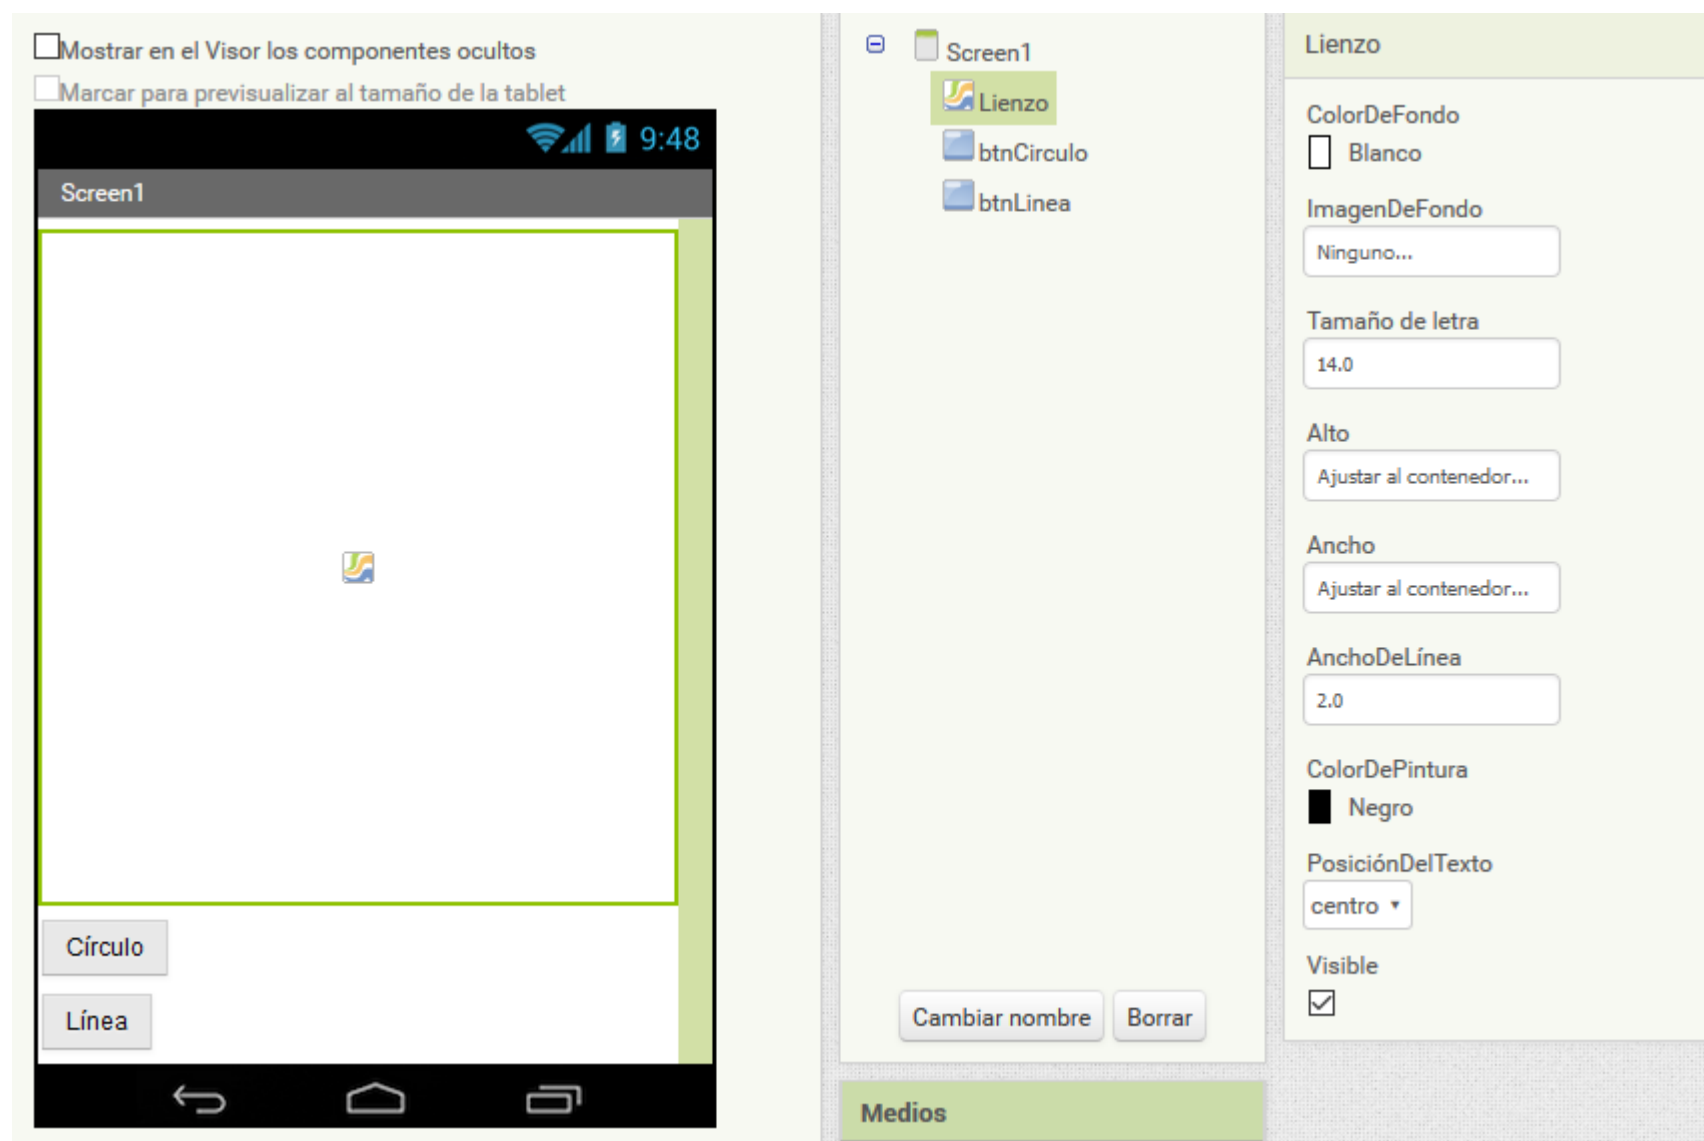 Mostrar en el Visor los componentes ocultos
Marcar para previsualizar al tamaño de la tablet
9:48
Screen1
Círculo
Línea
Screen1
Lienzo
btnCirculo
btnLinea
Cambiar nombre
Borrar
Medios
Lienzo
ColorDeFondo
Blanco
ImagenDeFondo
Ninguno...
Tamaño de letra
14.0
Alto
Ajustar al contenedor...
Ancho
Ajustar al contenedor...
AnchoDeLínea
2.0
ColorDePintura
Negro
PosiciónDelTexto
centro
Visible